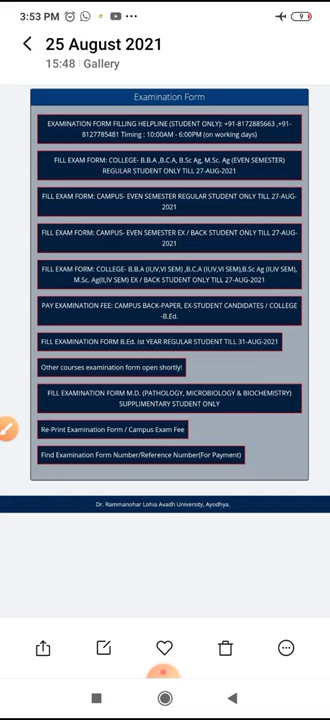 3:53 PM
9
25 August 2021
15:48 Gallery
Examination Form
EXAMINATION FORM FILLING HELPLINE (STUDENT ONLY): +91-8172885663 ,+91-
8127785481 Timing : 10:00AM - 6:00PM (on working days)
FILL EXAM FORM: COLLEGE- B.B.A ,B.C.A, B.Sc Ag, M.Sc. Ag (EVEN SEMESTER)
REGULAR STUDENT ONLY TILL 27-AUG-2021
FILL EXAM FORM: CAMPUS- EVEN SEMESTER REGULAR STUDENT ONLY TILL 27-AUG-
2021
FILL EXAM FORM: CAMPUS- EVEN SEMESTER EX / BACK STUDENT ONLY TILL 27-AUG-
2021
FILL EXAM FORM: COLLEGE- B.B.A (II,IV,VI SEM) ,B.C.A (II,IV,VI SEM),B.Sc Ag (II,IV SEM),
M.Sc. Ag(II,IV SEM) EX / BACK STUDENT ONLY TILL 27-AUG-2021
PAY EXAMINATION FEE: CAMPUS BACK-PAPER, EX-STUDENT CANDIDATES / COLLEGE
-B.Ed.
FILL EXAMINATION FORM B.Ed. Ist YEAR REGULAR STUDENT TILL 31-AUG-2021
Other courses examination form open shortly!
FILL EXAMINATION FORM M.D. (PATHOLOGY, MICROBIOLOGY & BIOCHEMISTRY)
SUPPLIMENTARY STUDENT ONLY
Re-Print Examination Form / Campus Exam Fee
Find Examination Form Number/Reference Number(For Payment)
Dr. Rammanohar Lohia Avadh University, Ayodhya.